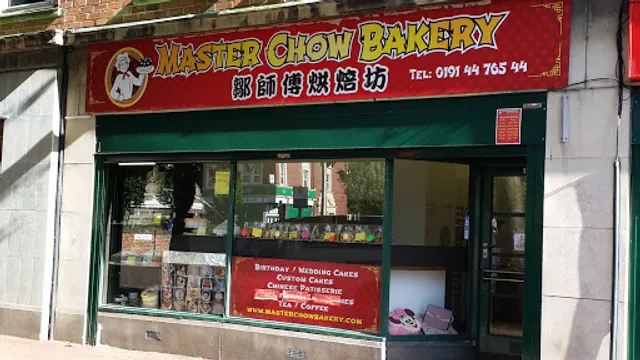 MASTER CHOW BAKERY
鄒師傅烘焙坊
TEL: 0191 44 765 44
BIRTHDAY / WEDDING CAKES
CUSTOM CAKES
CHINESE PATISSERIE
TEA / COFFEE
WWW.MASTERCHOWBAKERY.COM